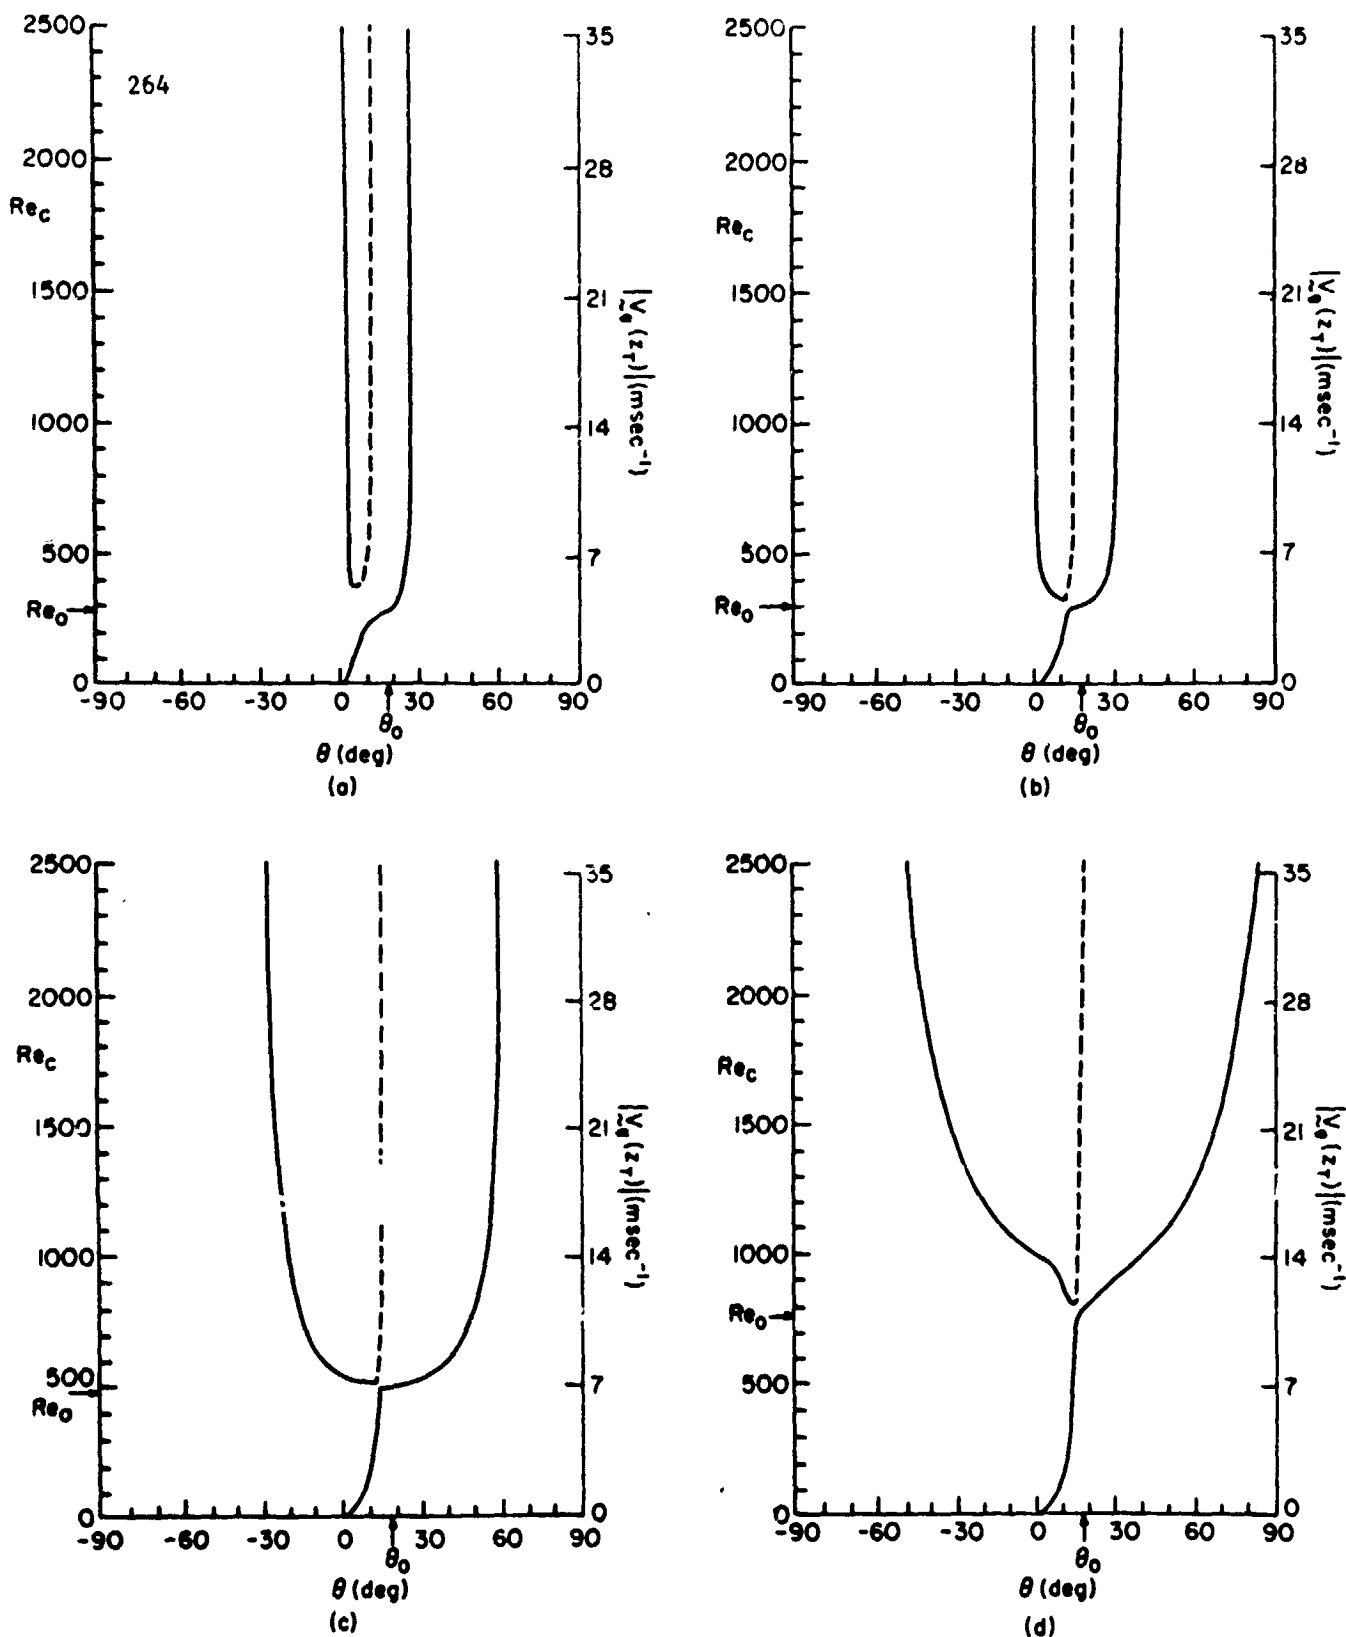 264
2500
2000
1500
1000
500
0
Re_c
Re_0
35
28
21
14
7
0
|V_g (z_T)|(msec^-1)
-90 -60 -30 0 30 60 90
θ_0
θ (deg)
(a)
2500
2000
1500
1000
500
0
Re_c
Re_0
35
28
21
14
7
0
|V_g (z_T)|(msec^-1)
-90 -60 -30 0 30 60 90
θ_0
θ (deg)
(b)
2500
2000
1500
1000
500
0
Re_c
Re_0
35
28
21
14
7
0
|V_g (z_T)|(msec^-1)
-90 -60 -30 0 30 60 90
θ_0
θ (deg)
(c)
2500
2000
1500
1000
500
0
Re_c
Re_0
35
28
21
14
7
0
|V_g (z_T)|(msec^-1)
-90 -60 -30 0 30 60 90
θ_0
θ (deg)
(d)